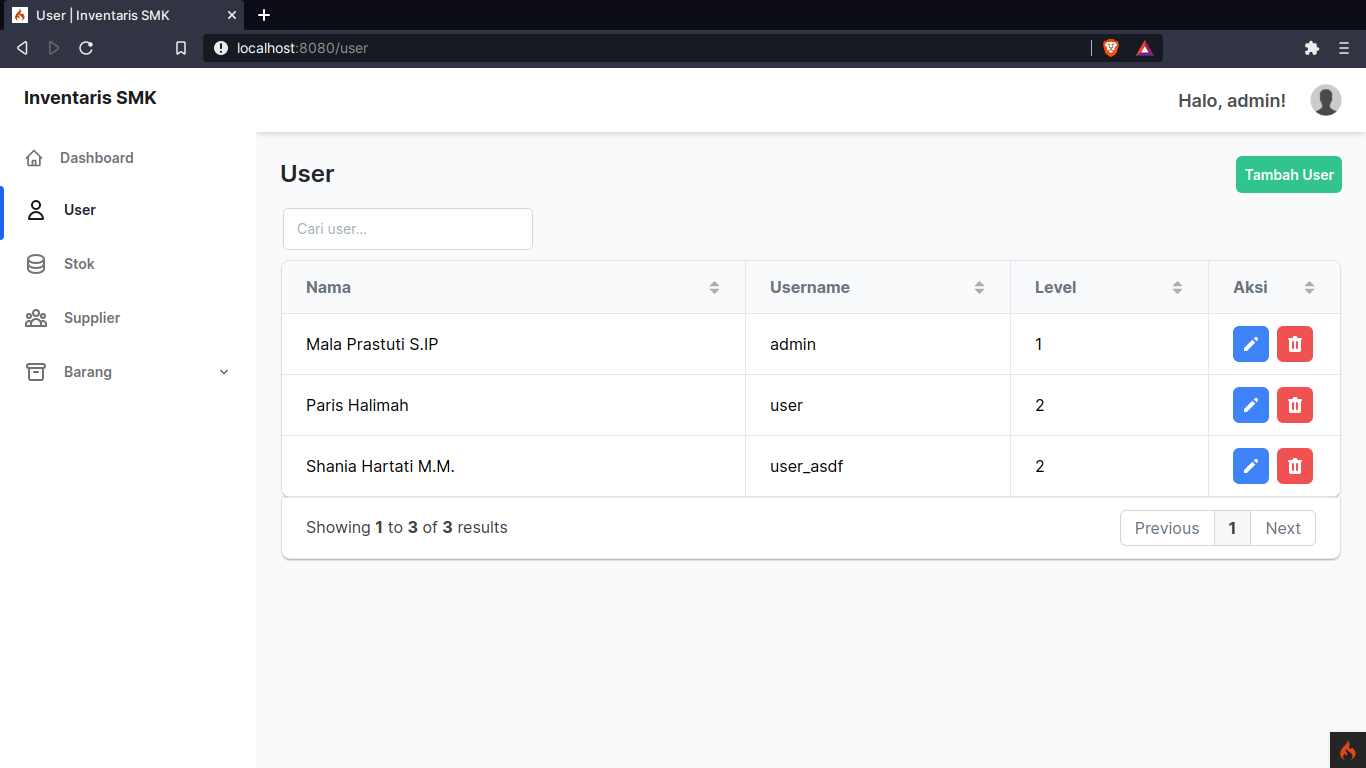 User | Inventaris SMK
localhost:8080/user
Inventaris SMK
Halo, admin!
Dashboard
User
Stok
Supplier
Barang
User
Tambah User
Cari user...
Nama Username Level Aksi
Mala Prastuti S.IP admin 1
Paris Halimah user 2
Shania Hartati M.M. user_asdf 2
Showing 1 to 3 of 3 results
Previous 1 Next